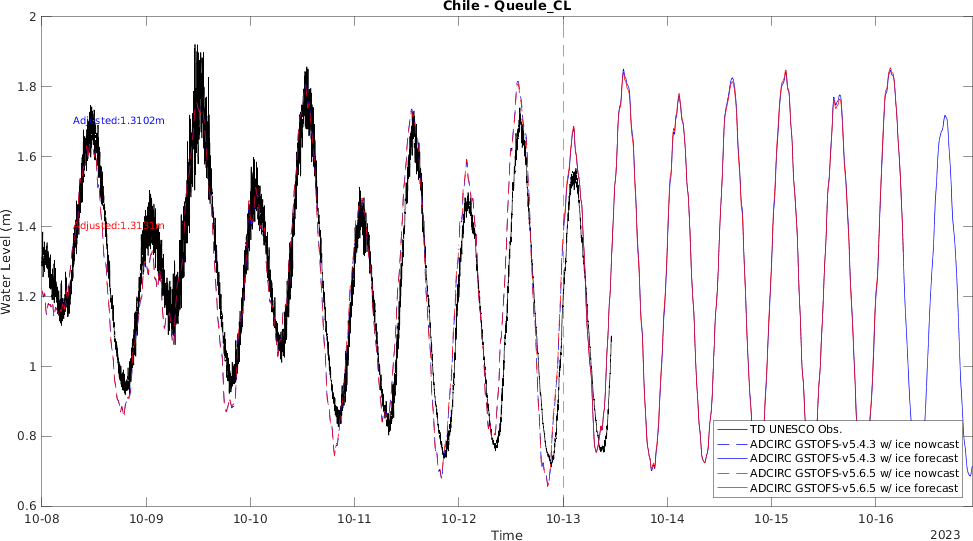 Chile - Queule_CL
Water Level (m)
2
1.8
1.6
1.4
1.2
1
0.8
0.6
Adjusted:1.3102m
TD UNESCO Obs.
ADCIRC GSTOFS-v5.4.3 w/ ice nowcast
ADCIRC GSTOFS-v5.4.3 w/ ice forecast
ADCIRC GSTOFS-v5.6.5 w/ ice nowcast
ADCIRC GSTOFS-v5.6.5 w/ ice forecast
10-08 10-09 10-10 10-11 10-12 10-13 10-14 10-15 10-16
Time
2023